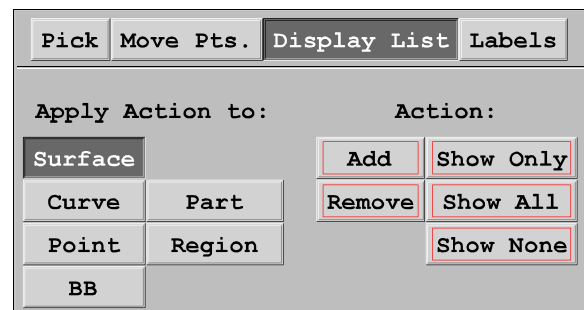 Pick Move Pts. Display List Labels
Apply Action to: Action:
Surface Add Show Only
Curve Part Remove Show All
Point Region Show None
BB